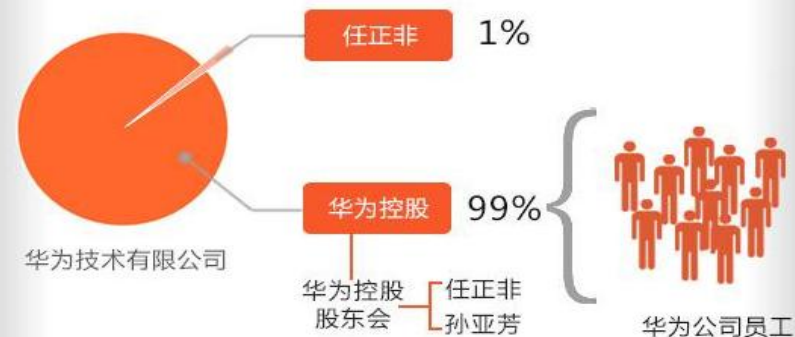 任正非 1%
华为控股 99%
华为技术有限公司
华为控股
股东会
任正非
孙亚芳
华为公司员工